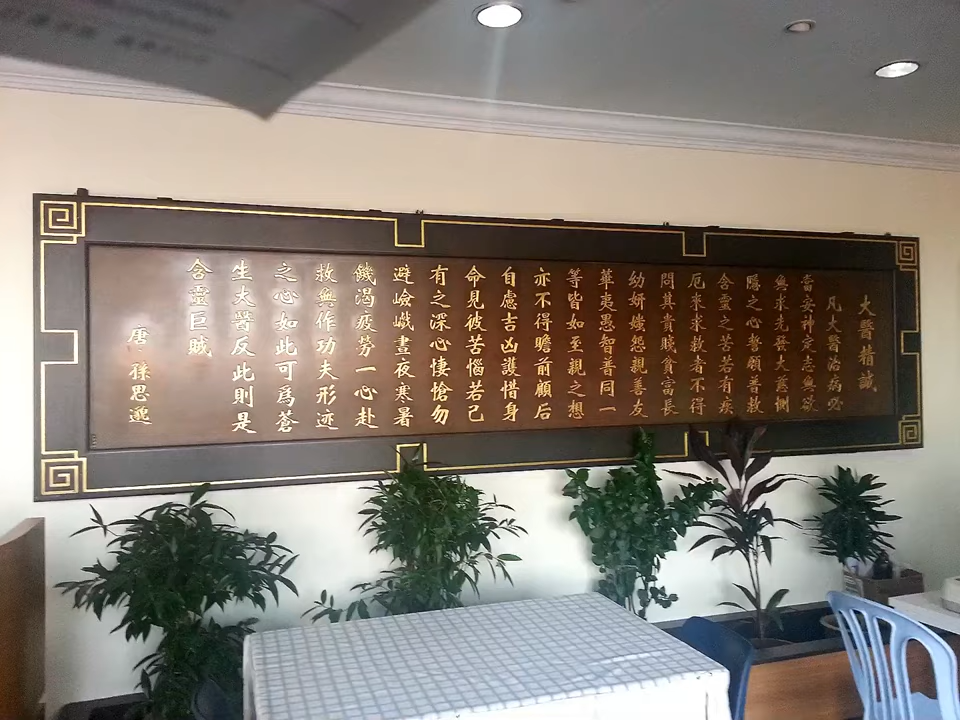 大醫精誠
凡大醫治病必
當安神定志無欲
無求先發大慈惻
隱之心誓願普救
含靈之苦若有疾
厄來求救者不得
問其貴賤貧富長
幼妍媸怨親善友
華夷愚智普同一
等皆如至親之想
亦不得瞻前顧后
自慮吉凶護惜身
命見彼苦惱若己
有之深心悽愴勿
避嶮巇晝夜寒暑
饑渴疲勞一心赴
救無作功夫形迹
之心如此可爲蒼
生太醫反此則是
含靈巨賊
唐 孫思邈